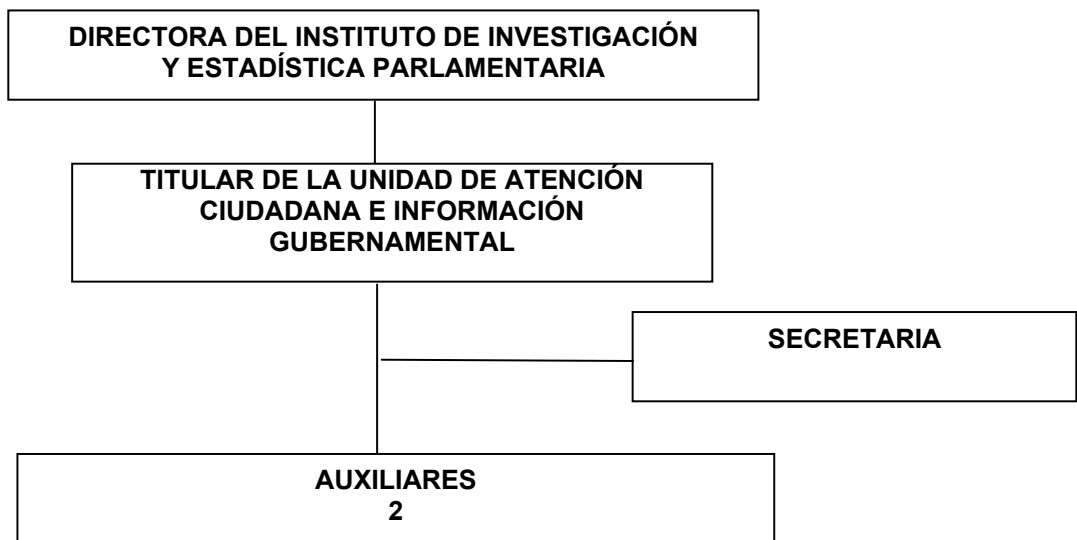 DIRECTORA DEL INSTITUTO DE INVESTIGACIÓN
Y ESTADÍSTICA PARLAMENTARIA
TITULAR DE LA UNIDAD DE ATENCIÓN
CIUDADANA E INFORMACIÓN
GUBERNAMENTAL
SECRETARIA
AUXILIARES
2